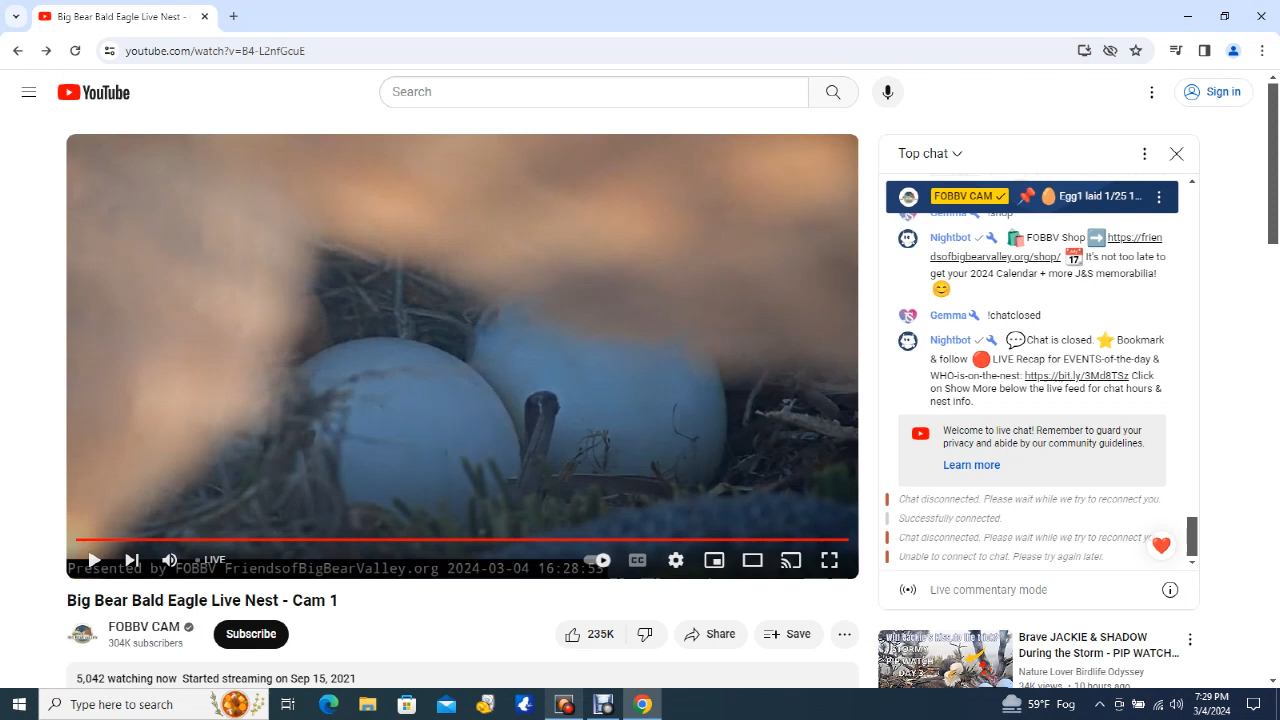 Big Bear Bald Eagle Live Nest -
youtube.com/watch?v=B4-L2nfGcuE
YouTube
Search
Sign in
Top chat
FOBBV CAM Egg1 laid 1/25 1...
Gemma !shop
Nightbot FOBBV Shop https://frien
dsofbigbearvalley.org/shop/ It's not too late to
get your 2024 Calendar + more J&S memorabilia!
Gemma !chatclosed
Nightbot Chat is closed. Bookmark
& follow LIVE Recap for EVENTS-of-the-day &
WHO-is-on-the-nest: https://bit.ly/3Md8TSz Click
on Show More below the live feed for chat hours &
nest info.
Welcome to live chat! Remember to guard your
privacy and abide by our community guidelines.
Learn more
Chat disconnected. Please wait while we try to reconnect you.
Successfully connected.
Chat disconnected. Please wait while we try to reconnect
Unable to connect to chat. Please try again later.
Live commentary mode
LIVE
CC
Presented by FOBBV FriendsofBigBearValley.org 2024-03-04 16:28:53
Big Bear Bald Eagle Live Nest - Cam 1
FOBBV CAM
304K subscribers
Subscribe
235K
Share
Save
5,042 watching now Started streaming on Sep 15, 2021
STORMY
PIP WATCH
DAY 3
Brave JACKIE & SHADOW
During the Storm - PIP WATCH...
Nature Lover Birdlife Odyssey
34K views • 10 hours ago
Type here to search
59°F Fog
7:29 PM
3/4/2024